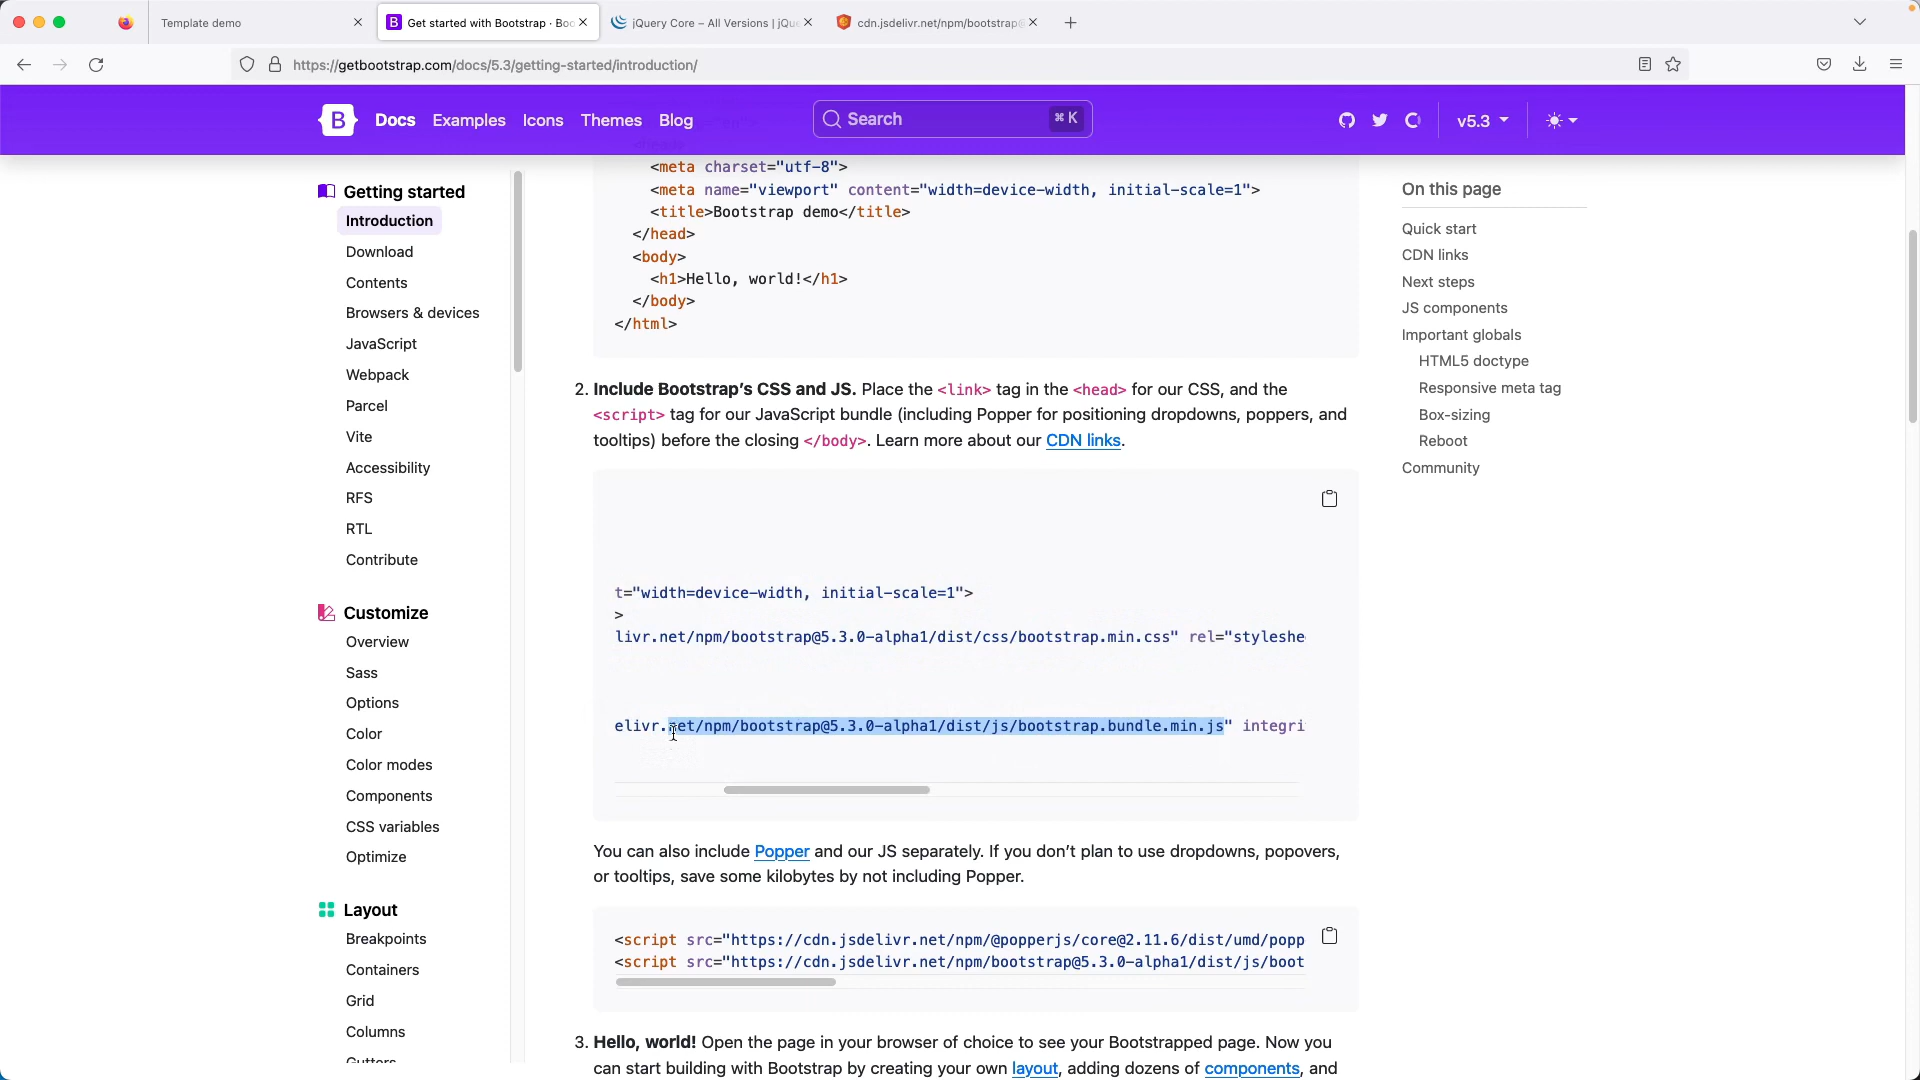 Template demo
Get started with Bootstrap · Boo
jQuery Core – All Versions | jQue
cdn.jsdelivr.net/npm/bootstrap@
https://getbootstrap.com/docs/5.3/getting-started/introduction/
B
Docs
Examples
Icons
Themes
Blog
Search
⌘ K
v5.3
Getting started
Introduction
Download
Contents
Browsers & devices
JavaScript
Webpack
Parcel
Vite
Accessibility
RFS
RTL
Contribute
Customize
Overview
Sass
Options
Color
Color modes
Components
CSS variables
Optimize
Layout
Breakpoints
Containers
Grid
Columns
Gutters
<meta charset="utf-8">
<meta name="viewport" content="width=device-width, initial-scale=1">
<title>Bootstrap demo</title>
</head>
<body>
<h1>Hello, world!</h1>
</body>
</html>
2. Include Bootstrap's CSS and JS. Place the <link> tag in the <head> for our CSS, and the
<script> tag for our JavaScript bundle (including Popper for positioning dropdowns, poppers, and
tooltips) before the closing </body>. Learn more about our CDN links.
t="width=device-width, initial-scale=1">
>
livr.net/npm/bootstrap@5.3.0-alpha1/dist/css/bootstrap.min.css" rel="styleshe
elivr.net/npm/bootstrap@5.3.0-alpha1/dist/js/bootstrap.bundle.min.js" integri
You can also include Popper and our JS separately. If you don't plan to use dropdowns, popovers,
or tooltips, save some kilobytes by not including Popper.
<script src="https://cdn.jsdelivr.net/npm/@popperjs/core@2.11.6/dist/umd/popp
<script src="https://cdn.jsdelivr.net/npm/bootstrap@5.3.0-alpha1/dist/js/boot
3. Hello, world! Open the page in your browser of choice to see your Bootstrapped page. Now you
can start building with Bootstrap by creating your own layout, adding dozens of components, and
On this page
Quick start
CDN links
Next steps
JS components
Important globals
HTML5 doctype
Responsive meta tag
Box-sizing
Reboot
Community